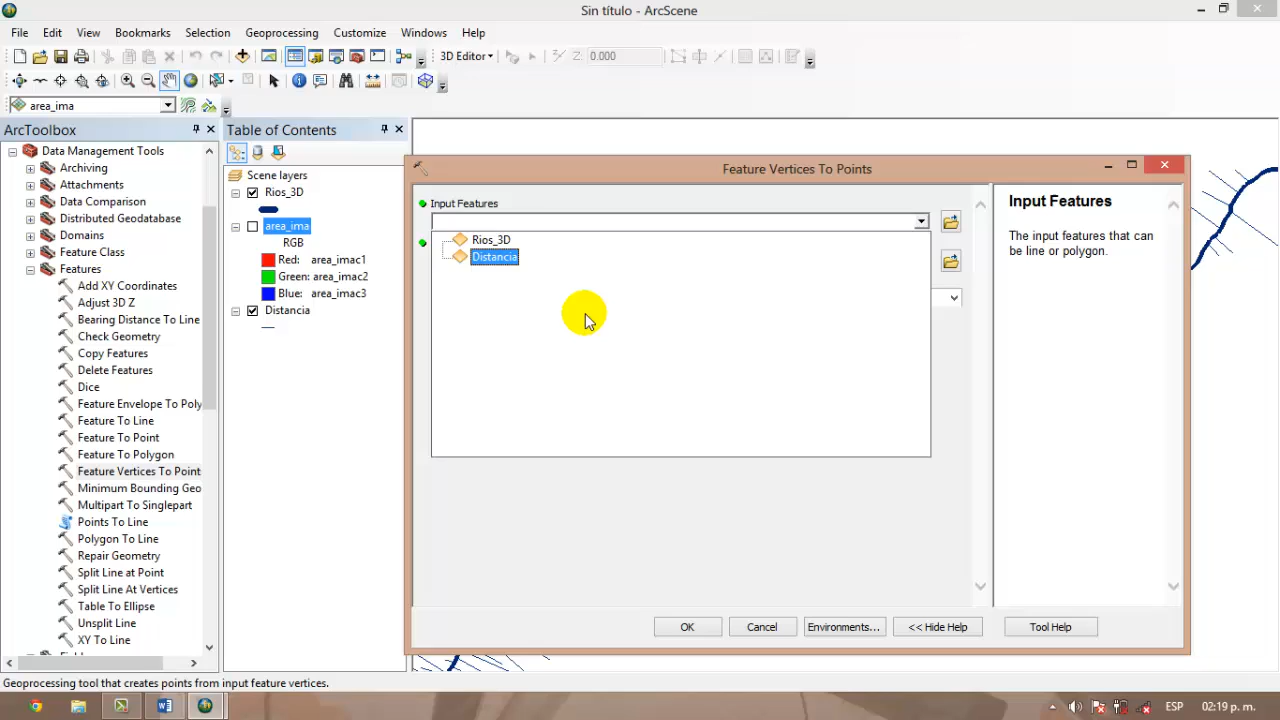 Sin título - ArcScene
File Edit View Bookmarks Selection Geoprocessing Customize Windows Help
3D Editor Z: 0.000
area_ima
ArcToolbox
Data Management Tools
Archiving
Attachments
Data Comparison
Distributed Geodatabase
Domains
Feature Class
Features
Add XY Coordinates
Adjust 3D Z
Bearing Distance To Line
Check Geometry
Copy Features
Delete Features
Dice
Feature Envelope To Poly
Feature To Line
Feature To Point
Feature To Polygon
Feature Vertices To Point
Minimum Bounding Geo
Multipart To Singlepart
Points To Line
Polygon To Line
Repair Geometry
Split Line at Point
Split Line At Vertices
Table To Ellipse
Unsplit Line
XY To Line
Table Of Contents
Scene layers
Rios_3D
area_ima
RGB
Red: area_imac1
Green: area_imac2
Blue: area_imac3
Distancia
Feature Vertices To Points
Input Features
Rios_3D
Distancia
Input Features
The input features that can
be line or polygon.
OK Cancel Environments... << Hide Help Tool Help
Geoprocessing tool that creates points from input feature vertices.
ESP 02:19 p. m.